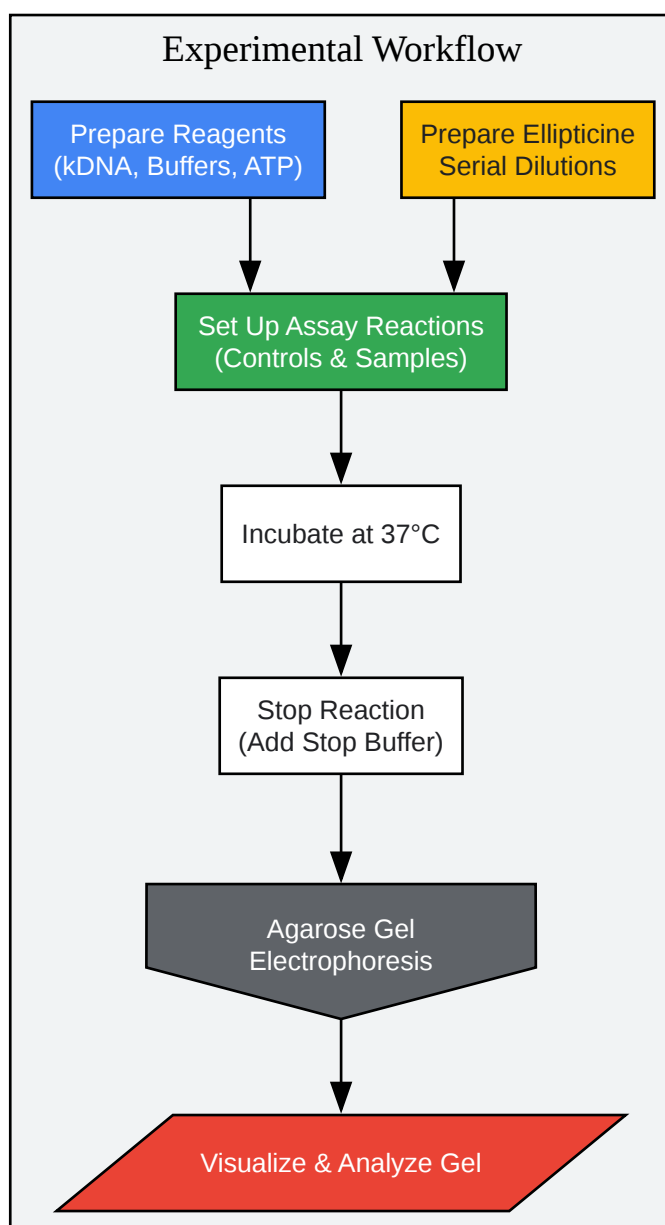 Experimental Workflow
Prepare Reagents
(kDNA, Buffers, ATP)
Prepare Ellipticine
Serial Dilutions
Set Up Assay Reactions
(Controls & Samples)
Incubate at 37°C
Stop Reaction
(Add Stop Buffer)
Agarose Gel
Electrophoresis
Visualize & Analyze Gel